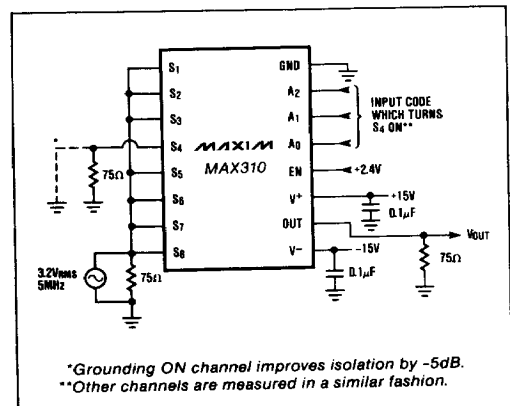 S1
S2
S3
S4
S5
S6
S7
S8
MAXIM
MAX310
GND
A2
A1
A0
EN
V+
OUT
V-
INPUT CODE
WHICH TURNS
S4 ON**
+2.4V
+15V
0.1µF
VOUT
75Ω
-15V
0.1µF
*
75Ω
3.2VRMS
5MHz
75Ω
*Grounding ON channel improves isolation by -5dB.
**Other channels are measured in a similar fashion.